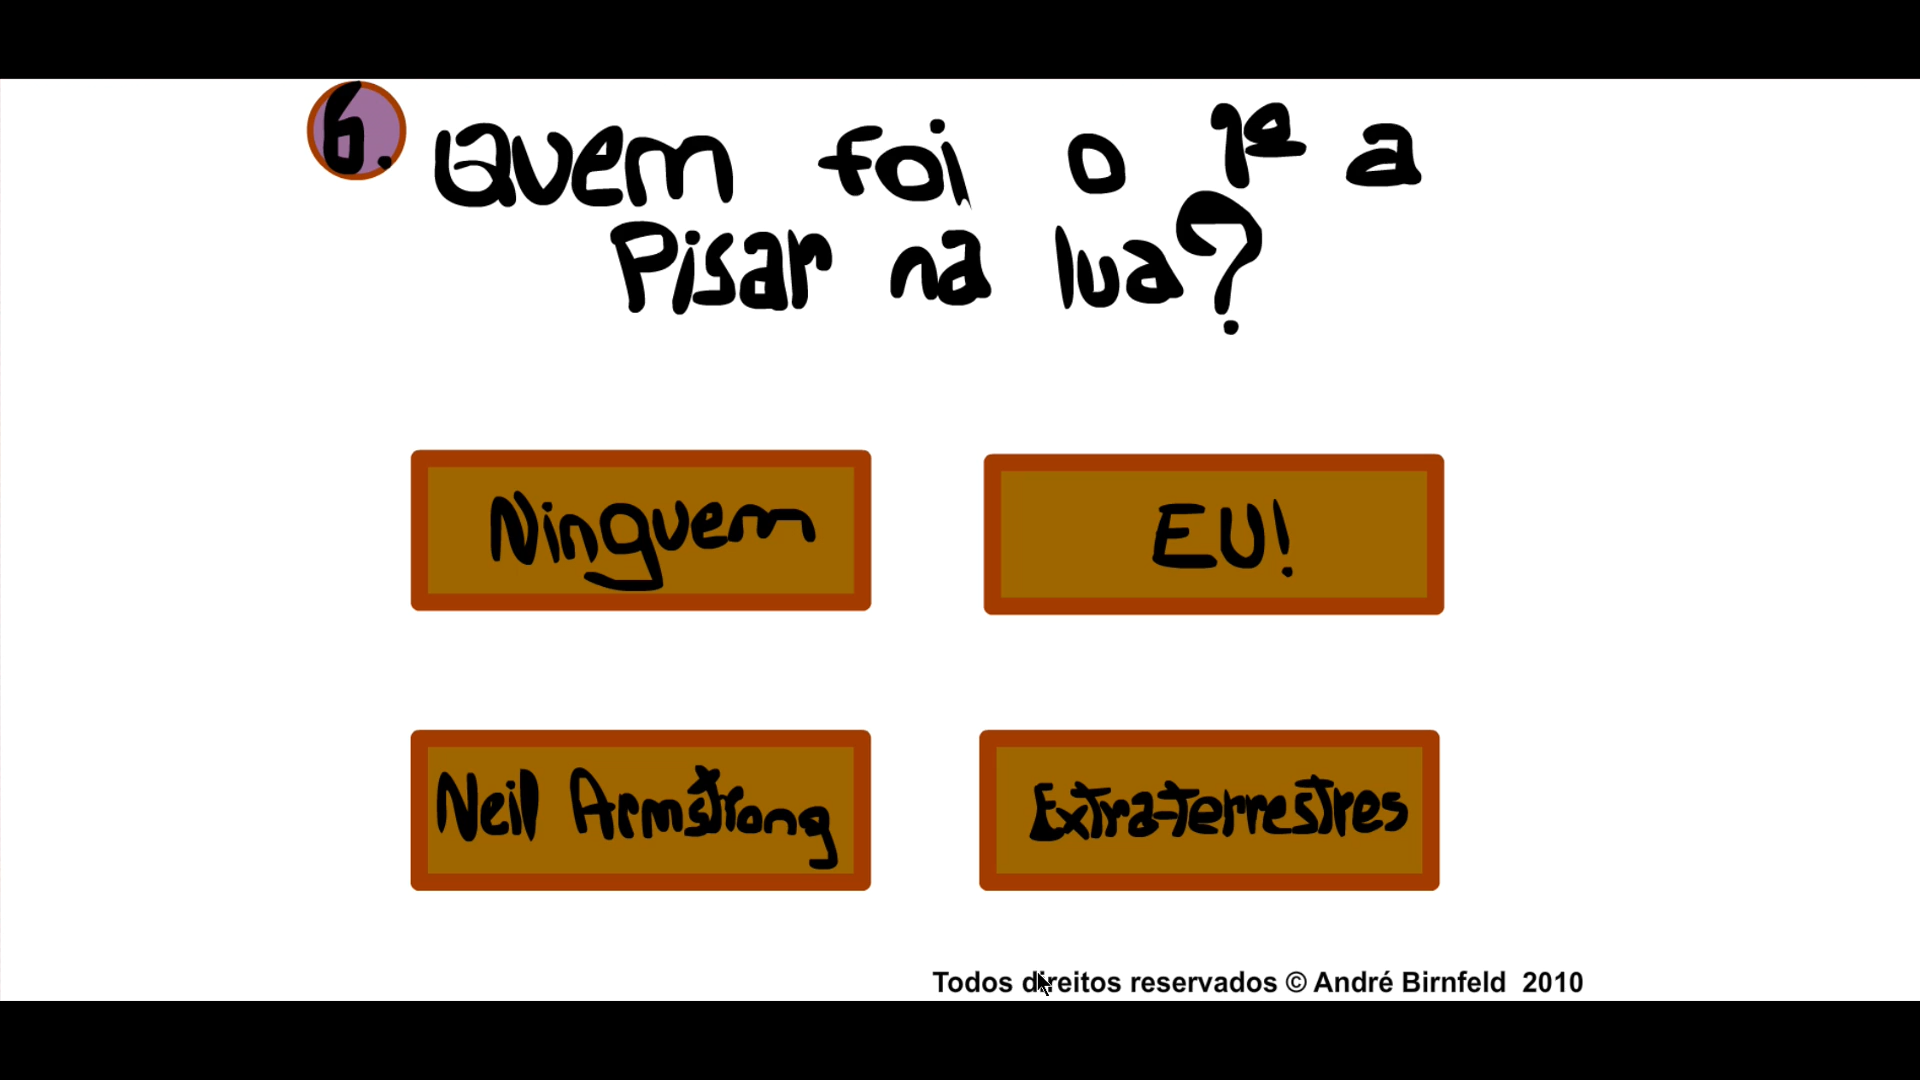 6. Quem foi o 1º a
Pisar na lua?
Ninguem
EU!
Neil Armstrong
Extra-terrestres
Todos direitos reservados © André Birnfeld 2010